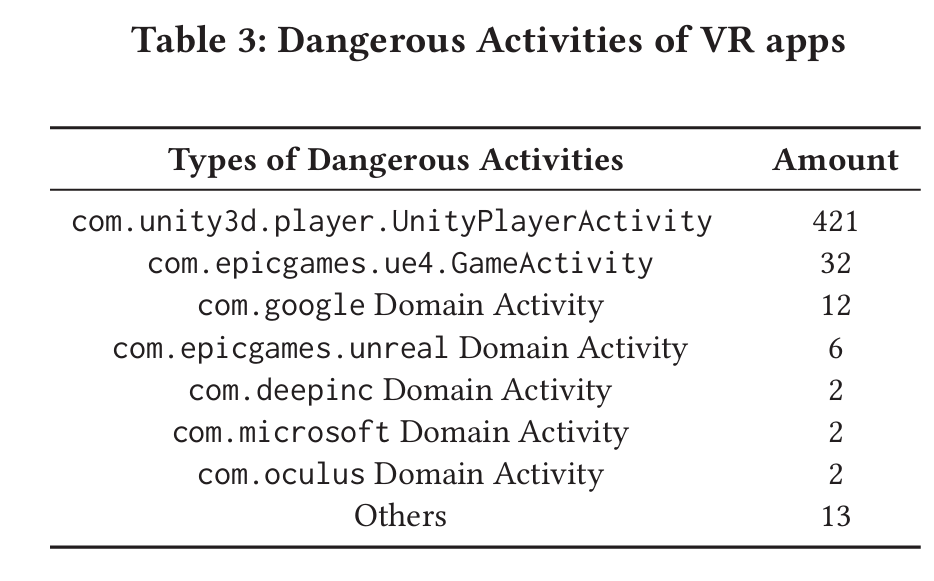 Table 3: Dangerous Activities of VR apps
Types of Dangerous Activities Amount
com.unity3d.player.UnityPlayerActivity 421
com.epicgames.ue4.GameActivity 32
com.google Domain Activity 12
com.epicgames.unreal Domain Activity 6
com.deepinc Domain Activity 2
com.microsoft Domain Activity 2
com.oculus Domain Activity 2
Others 13